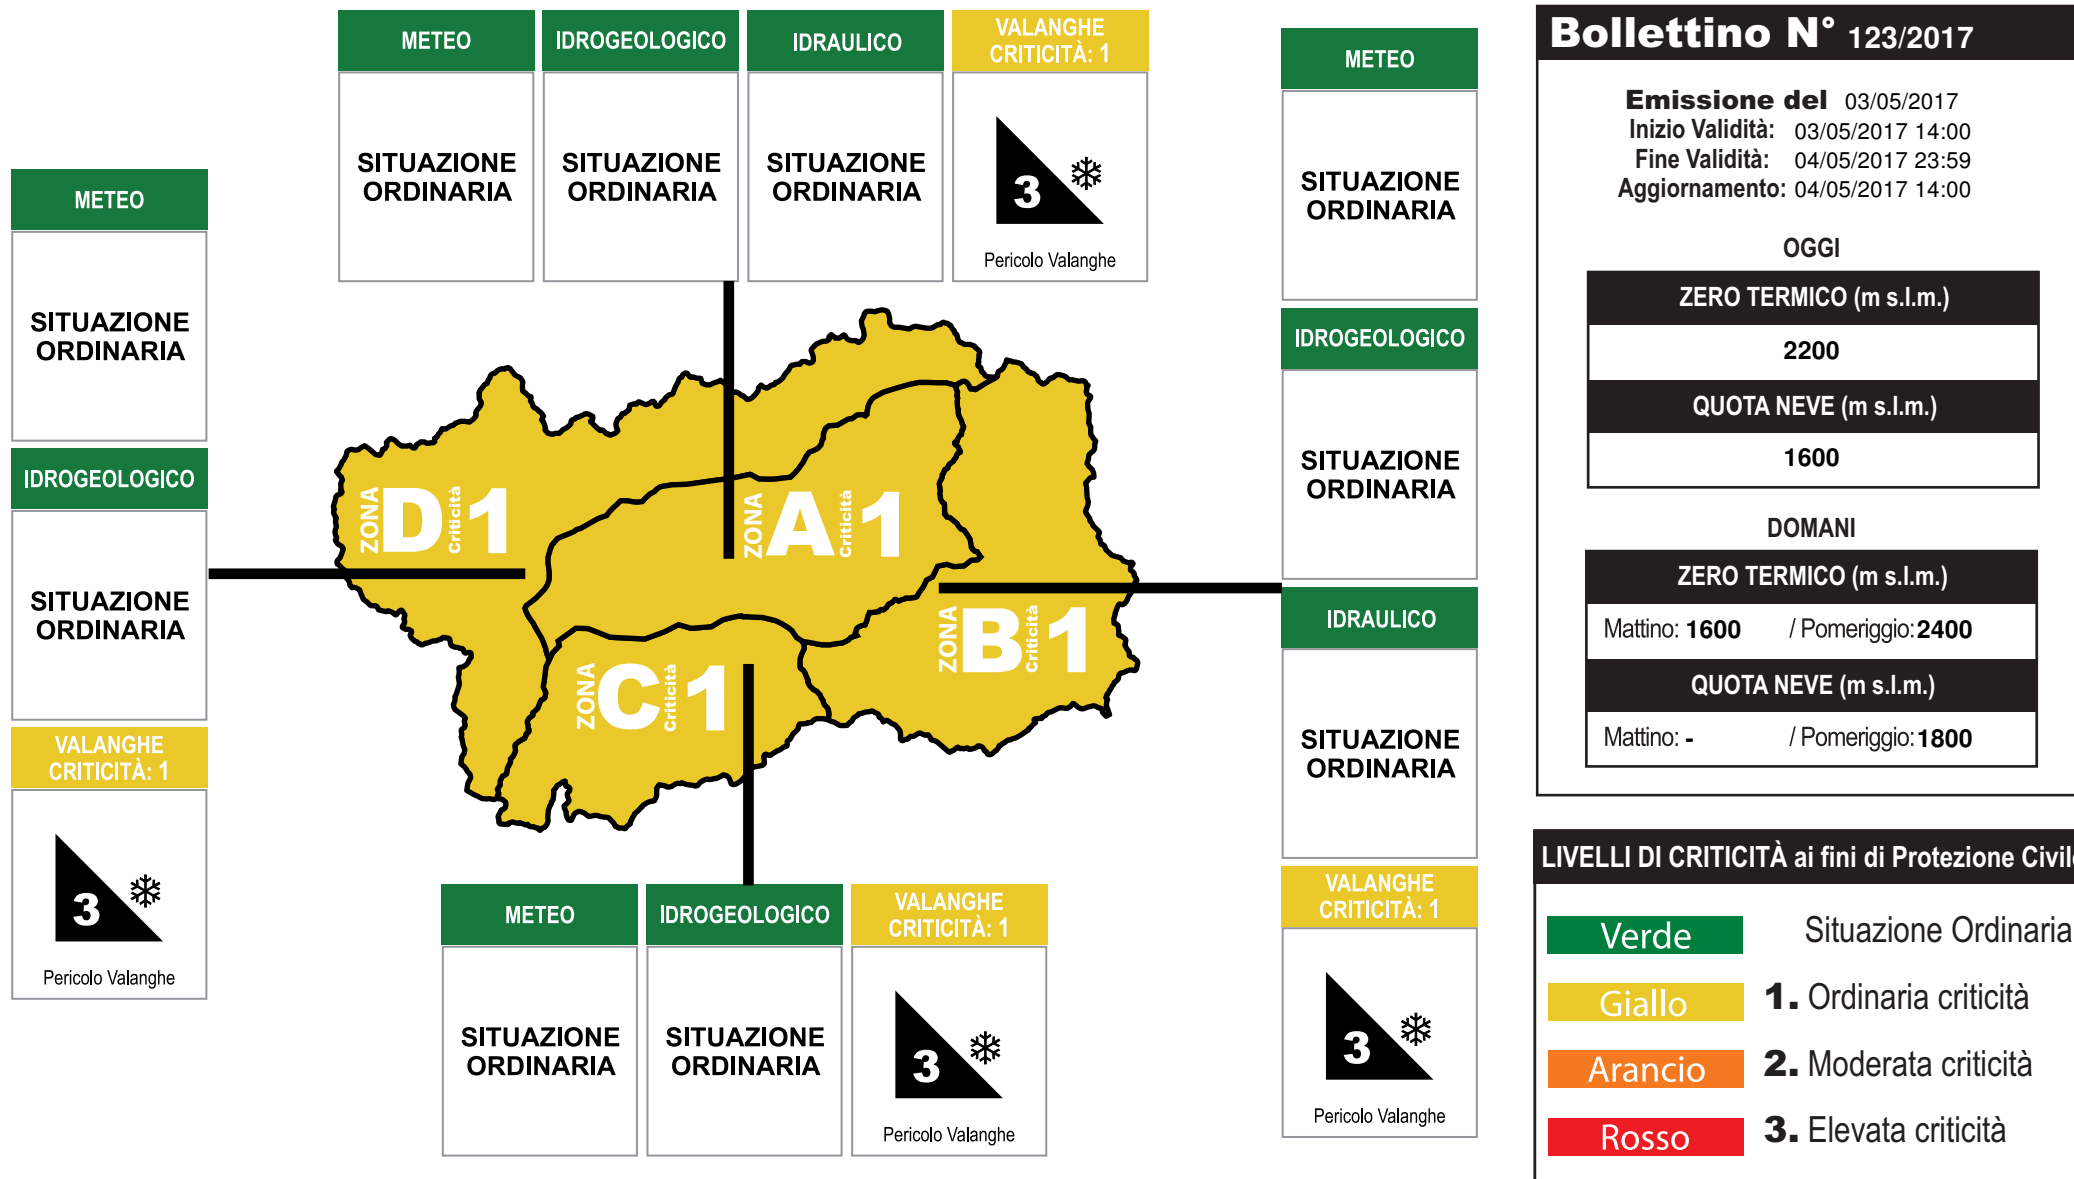 METEO
SITUAZIONE
ORDINARIA
IDROGEOLOGICO
SITUAZIONE
ORDINARIA
IDRAULICO
SITUAZIONE
ORDINARIA
VALANGHE
CRITICITÀ: 1
3
Pericolo Valanghe
METEO
SITUAZIONE
ORDINARIA
IDROGEOLOGICO
SITUAZIONE
ORDINARIA
VALANGHE
CRITICITÀ: 1
3
Pericolo Valanghe
ZONA D Criticità 1
ZONA A Criticità 1
ZONA B Criticità 1
ZONA C Criticità 1
METEO
SITUAZIONE
ORDINARIA
IDROGEOLOGICO
SITUAZIONE
ORDINARIA
VALANGHE
CRITICITÀ: 1
3
Pericolo Valanghe
METEO
SITUAZIONE
ORDINARIA
IDROGEOLOGICO
SITUAZIONE
ORDINARIA
IDRAULICO
SITUAZIONE
ORDINARIA
VALANGHE
CRITICITÀ: 1
3
Pericolo Valanghe
Bollettino N° 123/2017
Emissione del 03/05/2017
Inizio Validità: 03/05/2017 14:00
Fine Validità: 04/05/2017 23:59
Aggiornamento: 04/05/2017 14:00
OGGI
ZERO TERMICO (m s.l.m.)
2200
QUOTA NEVE (m s.l.m.)
1600
DOMANI
ZERO TERMICO (m s.l.m.)
Mattino: 1600 / Pomeriggio: 2400
QUOTA NEVE (m s.l.m.)
Mattino: - / Pomeriggio: 1800
LIVELLI DI CRITICITÀ ai fini di Protezione Civile
Verde Situazione Ordinaria
Giallo 1. Ordinaria criticità
Arancio 2. Moderata criticità
Rosso 3. Elevata criticità